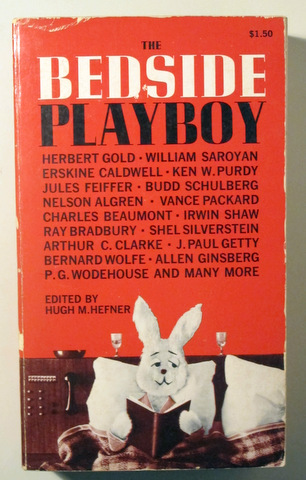 THE
$1.50
BEDSIDE
PLAYBOY
HERBERT GOLD • WILLIAM SAROYAN •
ERSKINE CALDWELL • KEN W. PURDY •
JULES FEIFFER • BUDD SCHULBERG •
NELSON ALGREN • VANCE PACKARD •
CHARLES BEAUMONT • IRWIN SHAW •
RAY BRADBURY • SHEL SILVERSTEIN •
ARTHUR C. CLARKE • J. PAUL GETTY •
BERNARD WOLFE • ALLEN GINSBERG •
P. G. WODEHOUSE AND MANY MORE
EDITED BY
HUGH M. HEFNER